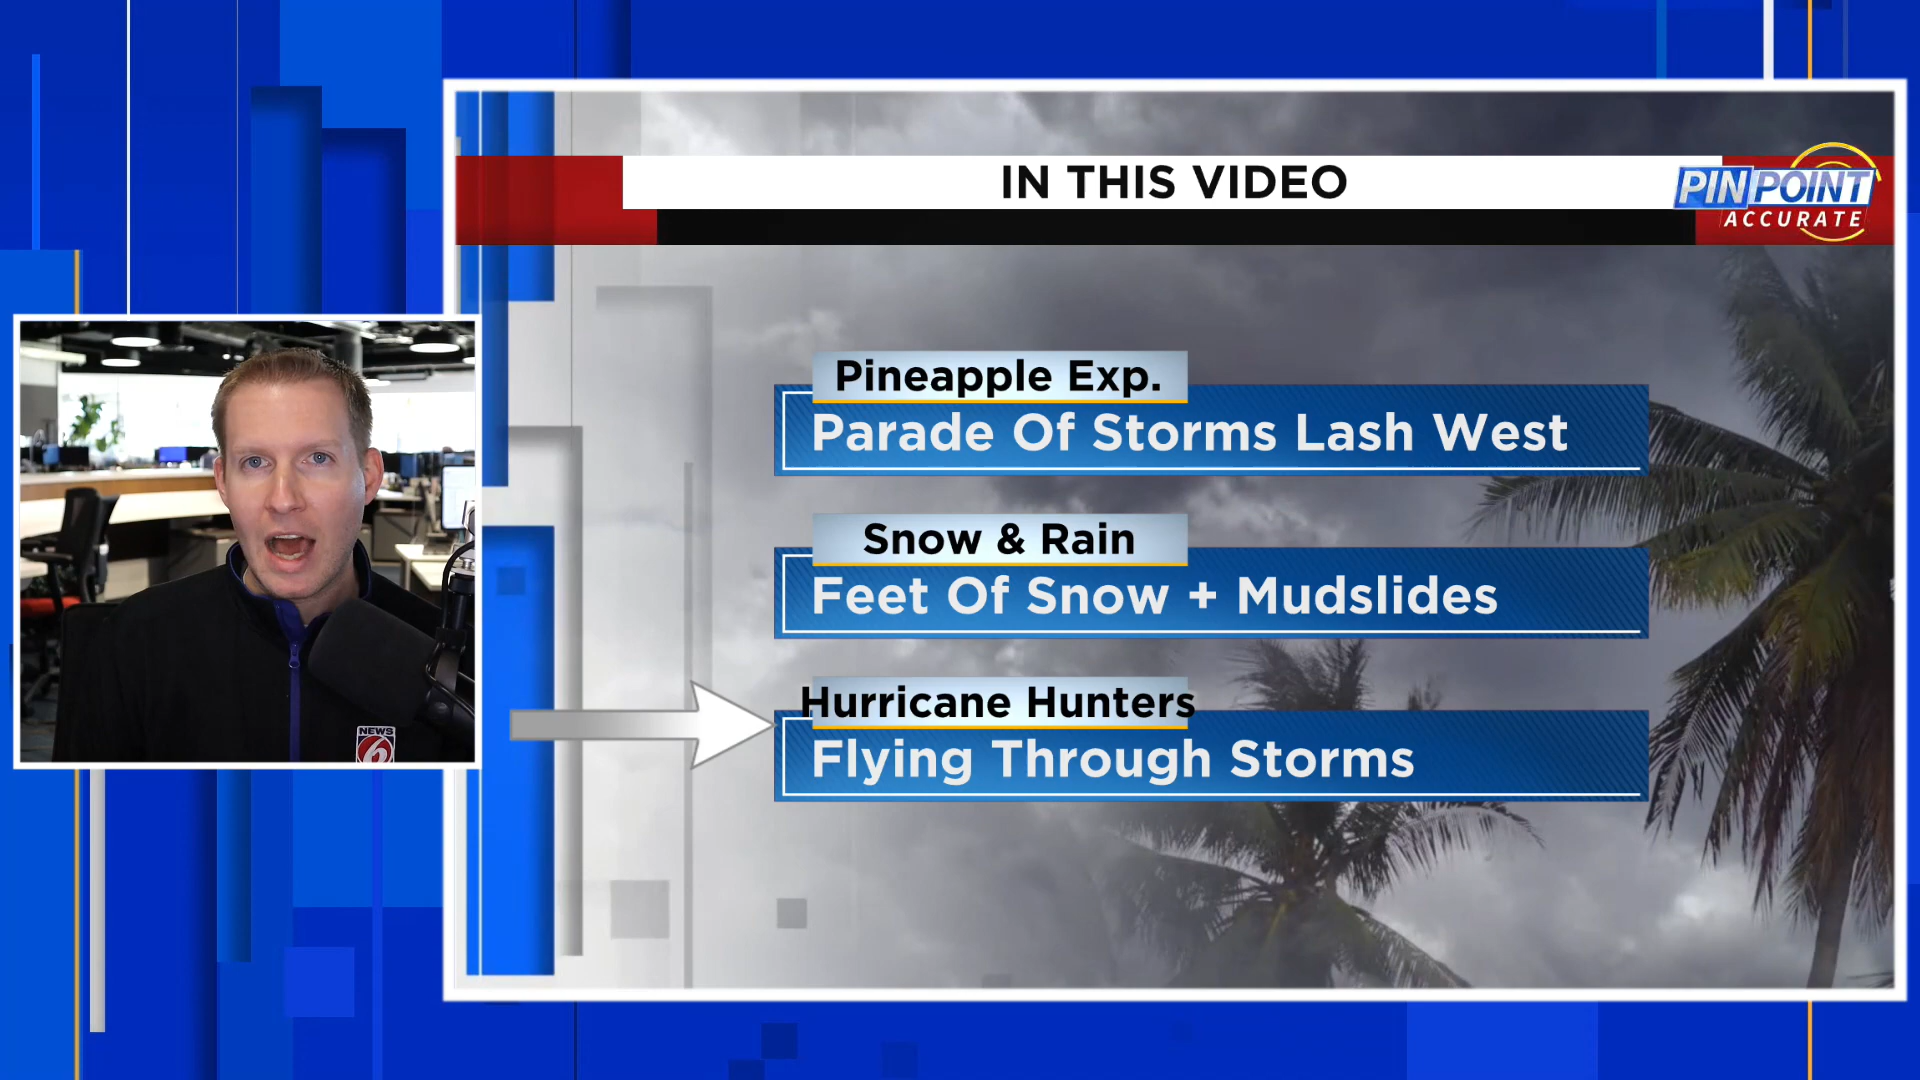 IN THIS VIDEO
PINPOINT
ACCURATE
Pineapple Exp.
Parade Of Storms Lash West
Snow & Rain
Feet Of Snow + Mudslides
Hurricane Hunters
Flying Through Storms
NEWS
6